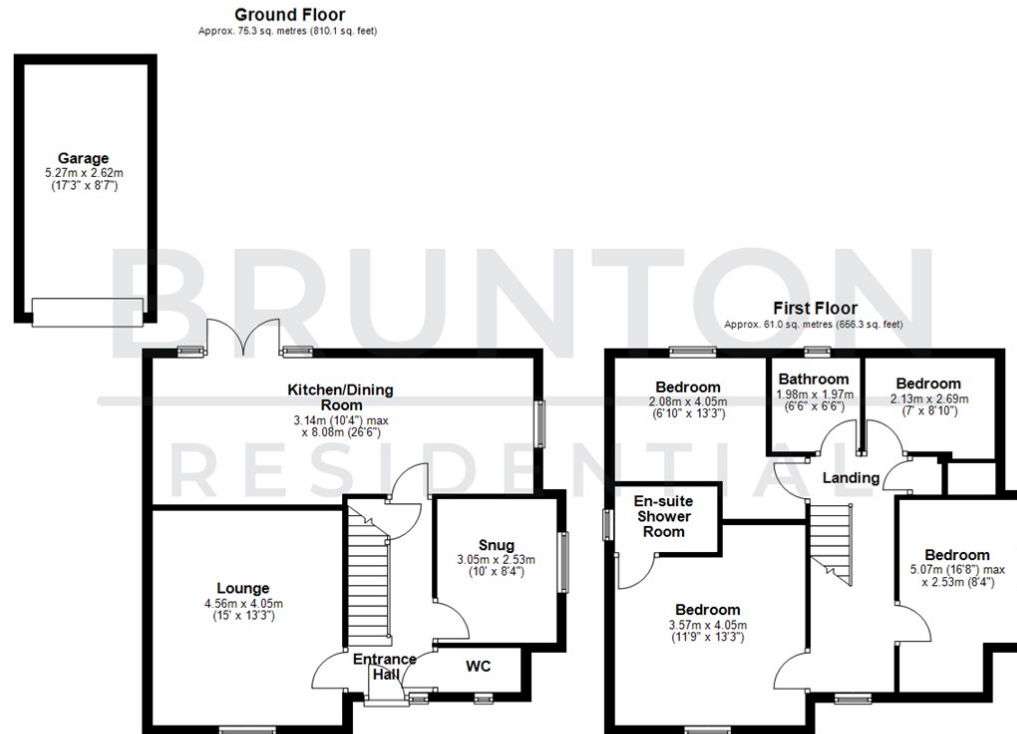 Ground Floor
Approx. 75.3 sq. metres (810.1 sq. feet)
Garage
5.27m x 2.62m
(17'3" x 8'7")
BRUNTON
RESIDENTIAL
Kitchen/Dining
Room
3.14m (10'4") max
x 8.08m (26'6")
Snug
3.05m x 2.53m
(10' x 8'4")
Lounge
4.56m x 4.05m
(15' x 13'3")
Entrance
Hall
WC
First Floor
Approx. 61.0 sq. metres (656.3 sq. feet)
Bedroom
2.08m x 4.05m
(6'10" x 13'3")
Bathroom
1.98m x 1.97m
(6'6" x 6'6")
Bedroom
2.13m x 2.69m
(7' x 8'10")
Landing
En-suite
Shower
Room
Bedroom
5.07m (16'8") max
x 2.53m (8'4")
Bedroom
3.57m x 4.05m
(11'9" x 13'3")